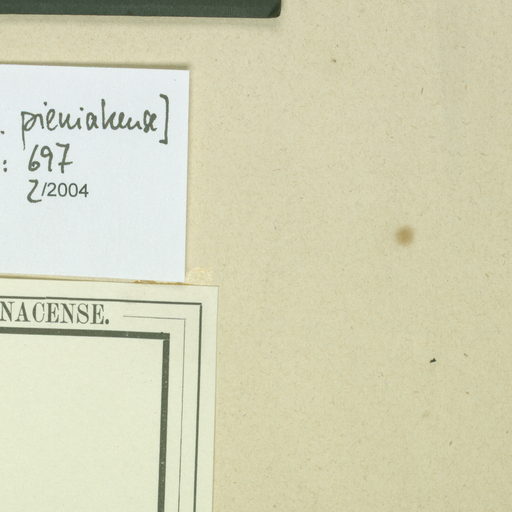 . pieniakense]
: 697
2/2004
NACENSE.